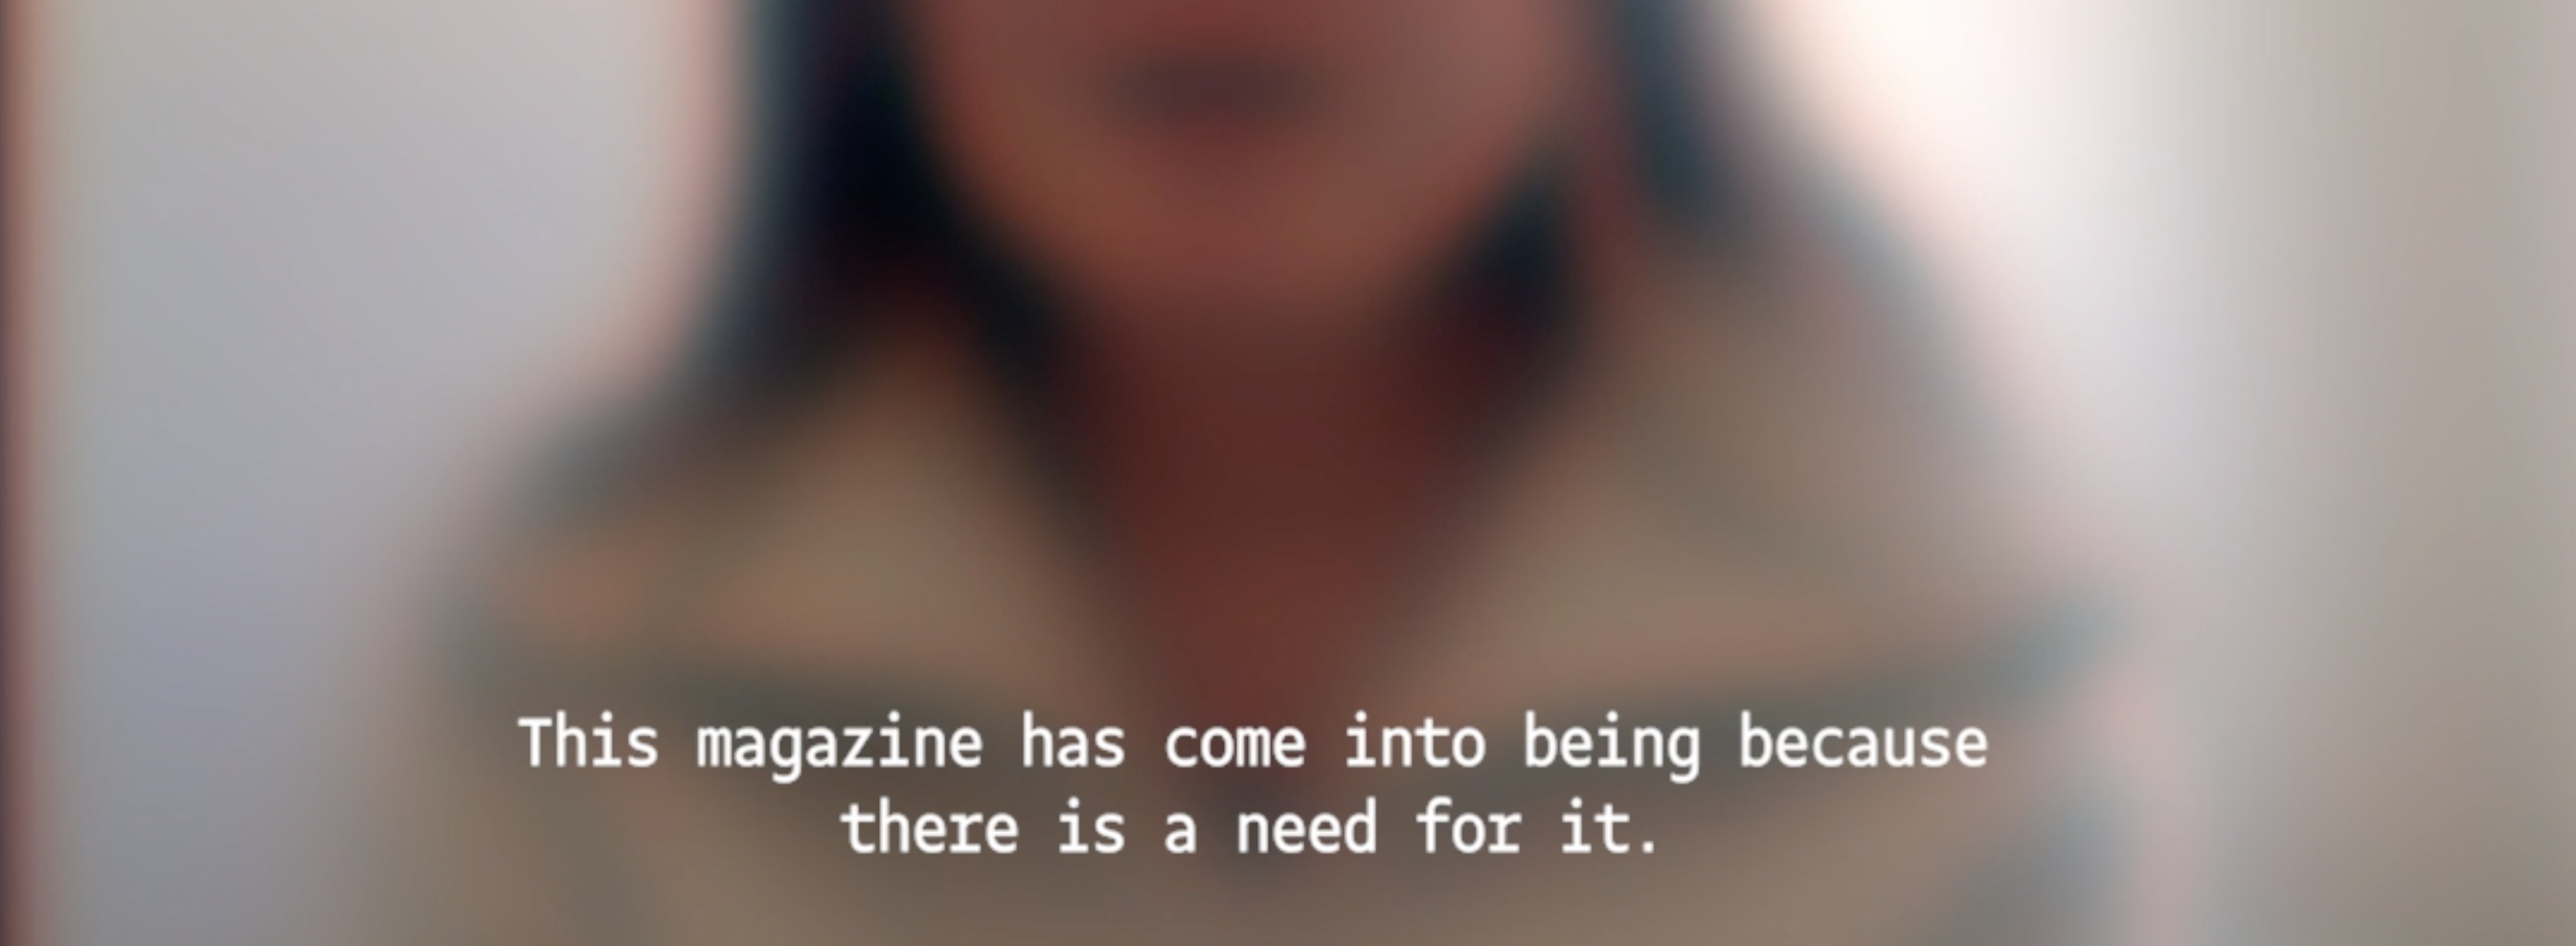 This magazine has come into being because
there is a need for it.